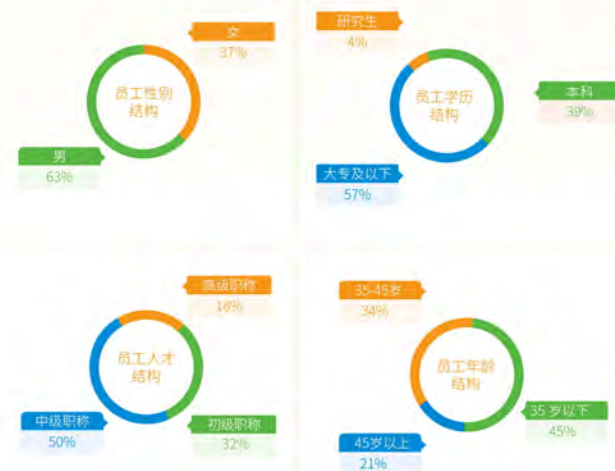 女
37%
员工性别
结构
男
63%
研究生
4%
员工学历
结构
本科
39%
大专及以下
57%
高级职称
18%
员工人才
结构
中级职称
50%
初级职称
32%
35-45岁
34%
员工年龄
结构
35 岁以下
45%
45岁以上
21%